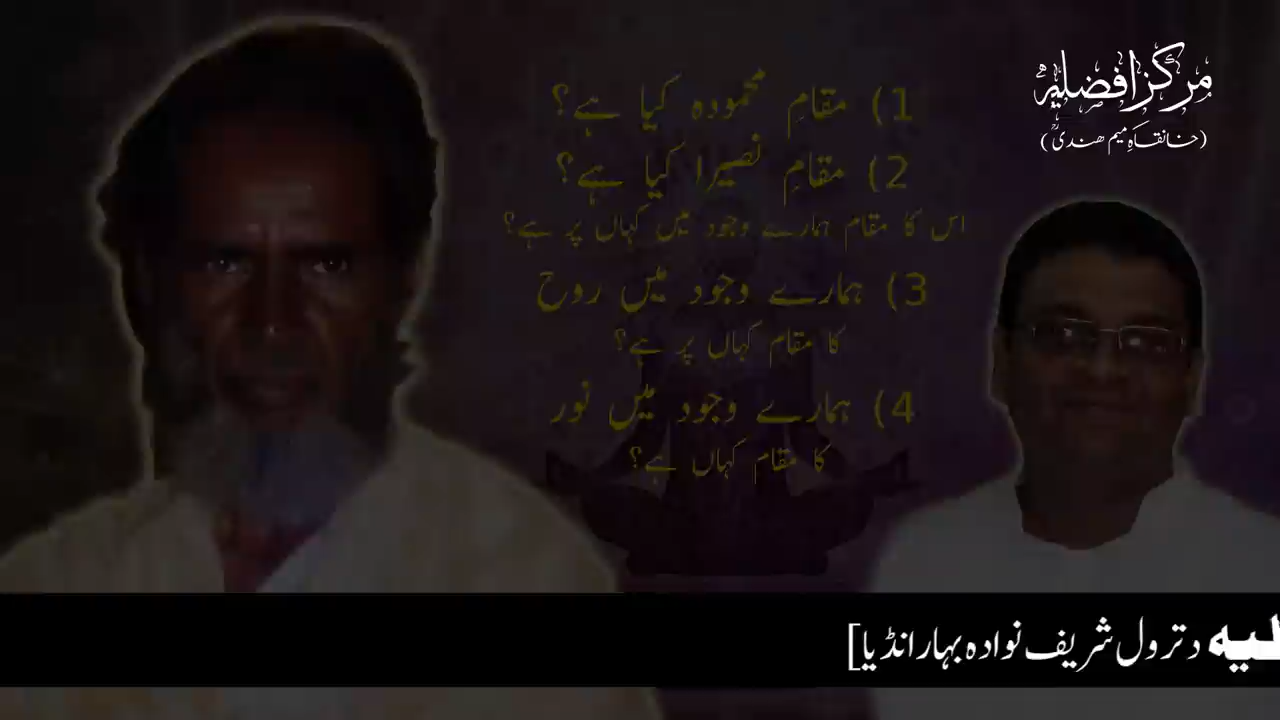 مرکز افضلیہ
(خانقاہِ میم ھندیؒ)
1) مقامِ محمودہ کیا ہے؟
2) مقامِ نصیرا کیا ہے؟
اس کا مقام ہمارے وجود میں کہاں پر ہے؟
3) ہمارے وجود میں روح
کا مقام کہاں پر ہے؟
4) ہمارے وجود میں نور
کا مقام کہاں ہے؟
دترول شریف نوادہ بہار انڈیا]